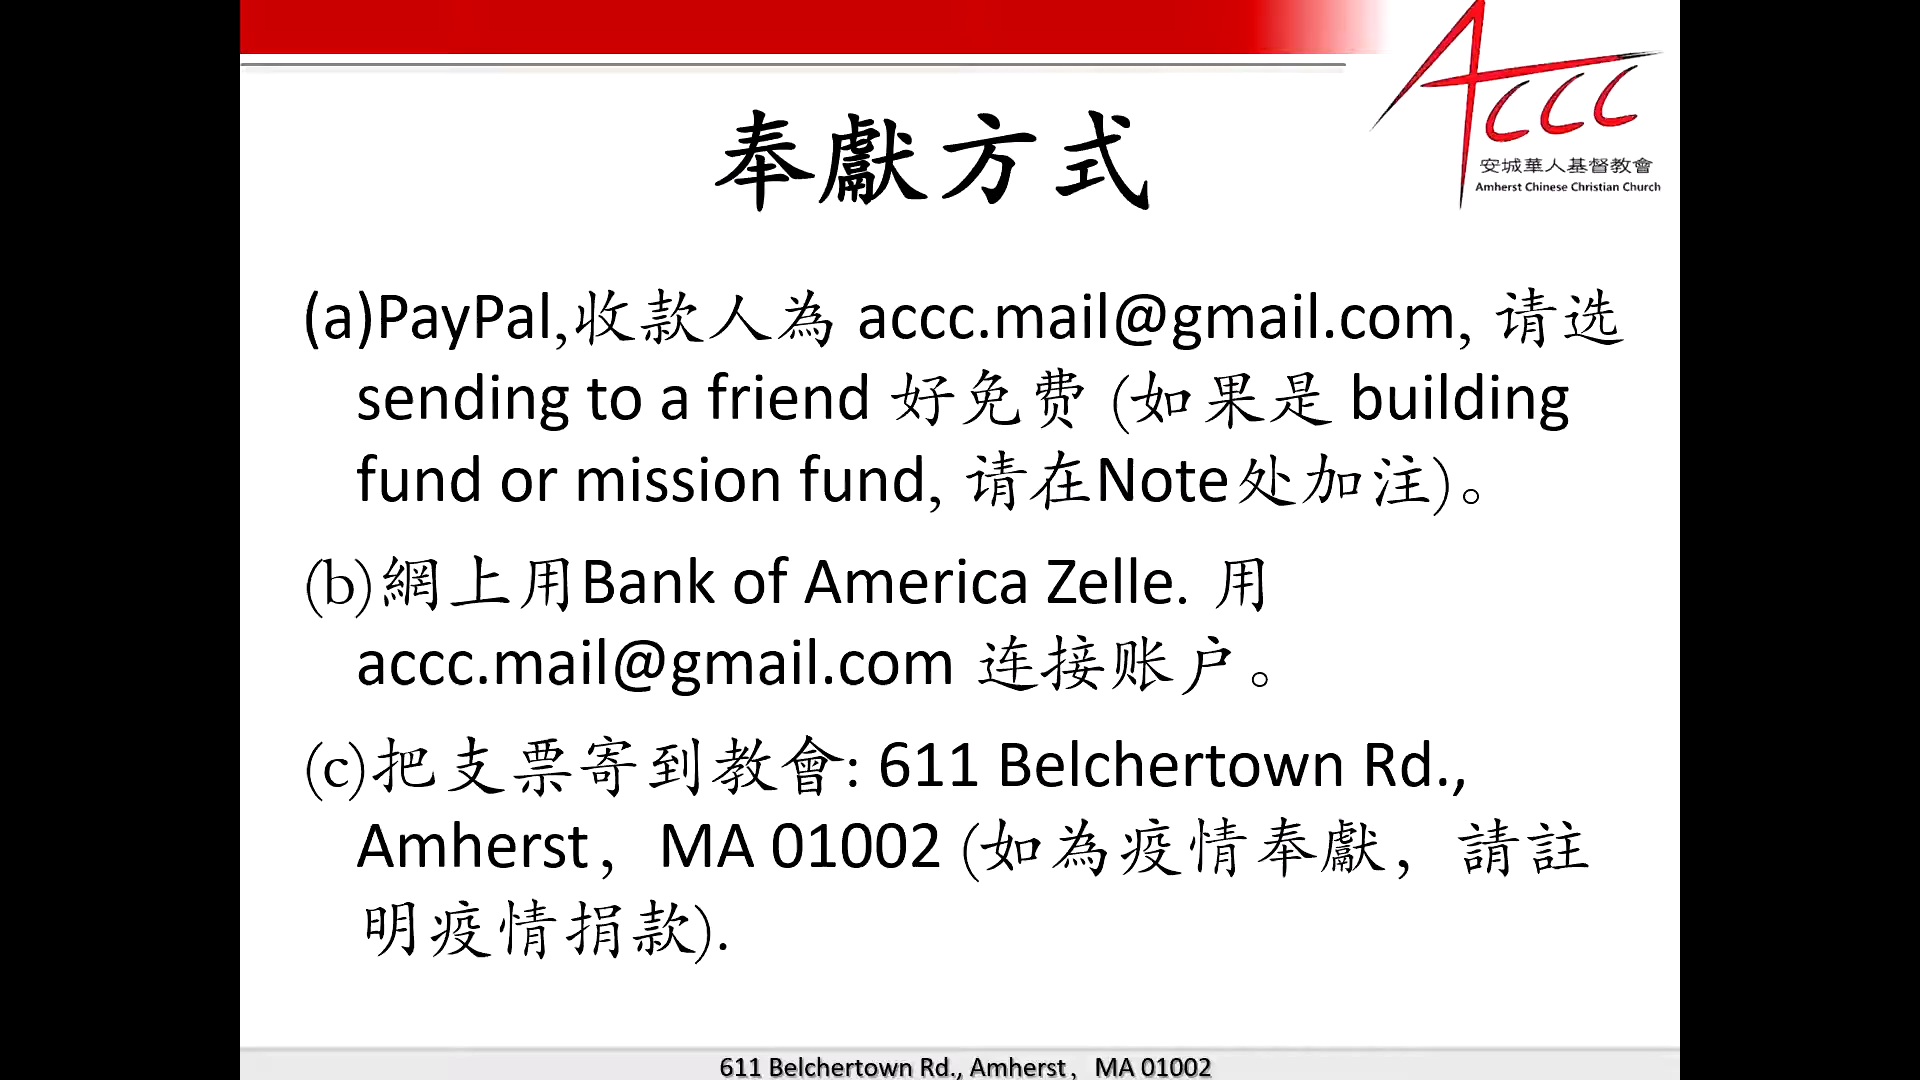 ACCC
安城華人基督教會
Amherst Chinese Christian Church
奉獻方式
(a)PayPal,收款人為 accc.mail@gmail.com, 请选
sending to a friend 好免费 (如果是 building
fund or mission fund, 请在Note处加注)。
(b)網上用Bank of America Zelle. 用
accc.mail@gmail.com 连接账户。
(c)把支票寄到教會: 611 Belchertown Rd.,
Amherst，MA 01002 (如為疫情奉獻，請註
明疫情捐款).
611 Belchertown Rd., Amherst，MA 01002